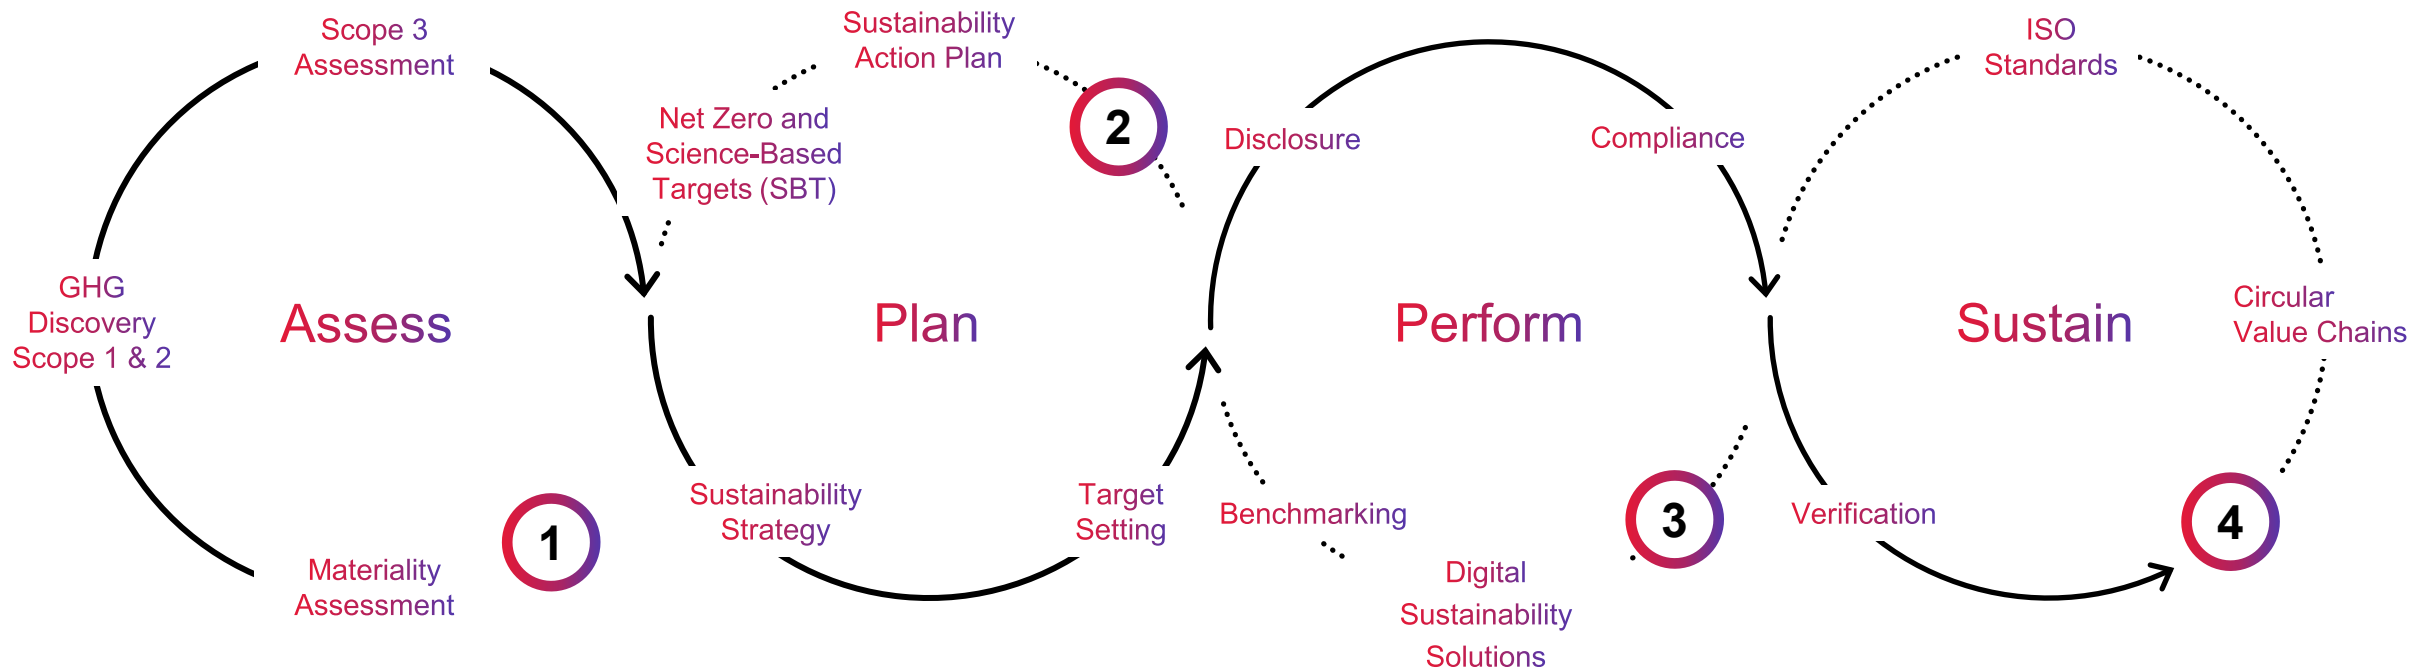 Scope 3
Assessment
GHG
Discovery
Scope 1 & 2
Assess
Materiality
Assessment
1
Sustainability
Action Plan
Net Zero and
Science-Based
Targets (SBT)
2
Plan
Sustainability
Strategy
Target
Setting
Disclosure
Compliance
Perform
Benchmarking
Digital
Sustainability
Solutions
3
ISO
Standards
Sustain
Circular
Value Chains
Verification
4